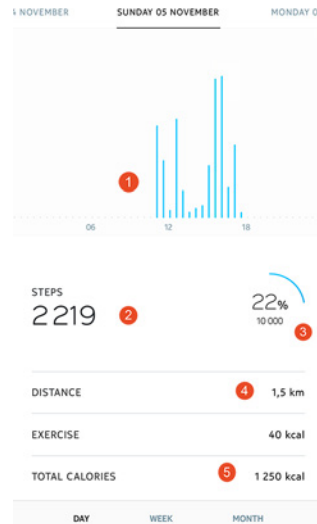 4 NOVEMBER SUNDAY 05 NOVEMBER MONDAY 0
1
06 12 18
STEPS
2 219
2
22%
10 000
3
DISTANCE 4 1,5 km
EXERCISE 40 kcal
TOTAL CALORIES 5 1 250 kcal
DAY WEEK MONTH